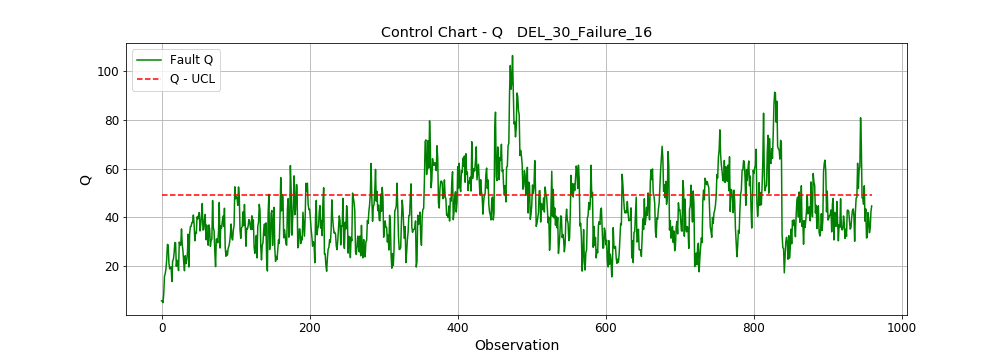 Control Chart - Q   DEL_30_Failure_16
Fault Q
Q - UCL
Q
100
80
60
40
20
0
200
400
600
800
1000
Observation